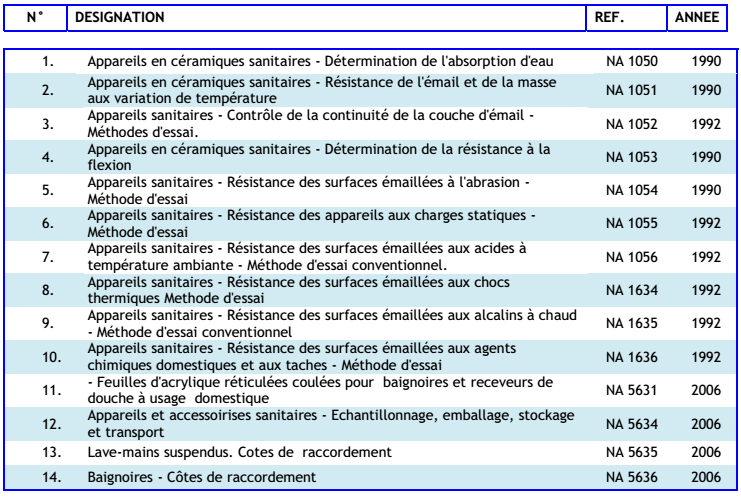 N° DESIGNATION REF. ANNEE
1. Appareils en céramiques sanitaires - Détermination de l'absorption d'eau NA 1050 1990
2. Appareils en céramiques sanitaires - Résistance de l'émail et de la masse
aux variation de température NA 1051 1990
3. Appareils sanitaires - Contrôle de la continuité de la couche d'émail -
Méthodes d'essai. NA 1052 1992
4. Appareils en céramiques sanitaires - Détermination de la résistance à la
flexion NA 1053 1990
5. Appareils sanitaires - Résistance des surfaces émaillées à l'abrasion -
Méthode d'essai NA 1054 1990
6. Appareils sanitaires - Résistance des appareils aux charges statiques -
Méthode d'essai NA 1055 1992
7. Appareils sanitaires - Résistance des surfaces émaillées aux acides à
température ambiante - Méthode d'essai conventionnel. NA 1056 1992
8. Appareils sanitaires - Résistance des surfaces émaillées aux chocs
thermiques Methode d'essai NA 1634 1992
9. Appareils sanitaires - Résistance des surfaces émaillées aux alcalins à chaud
- Méthode d'essai conventionnel NA 1635 1992
10. Appareils sanitaires - Résistance des surfaces émaillées aux agents
chimiques domestiques et aux taches - Méthode d'essai NA 1636 1992
11. - Feuilles d'acrylique réticulées coulées pour baignoires et receveurs de
douche à usage domestique NA 5631 2006
12. Appareils et accessoirises sanitaires - Echantillonnage, emballage, stockage
et transport NA 5634 2006
13. Lave-mains suspendus. Cotes de raccordement NA 5635 2006
14. Baignoires - Côtes de raccordement NA 5636 2006